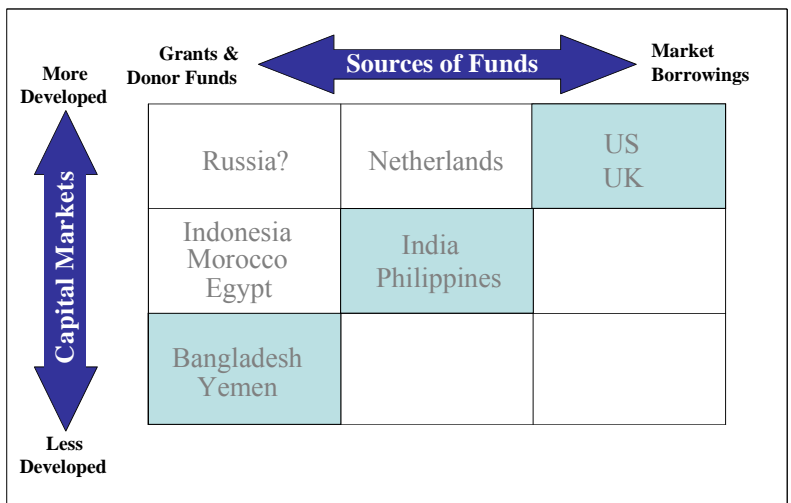 Grants &
Donor Funds
Sources of Funds
Market
Borrowings
More
Developed
Capital Markets
Less
Developed
Russia?
Netherlands
US
UK
Indonesia
Morocco
Egypt
India
Philippines
Bangladesh
Yemen